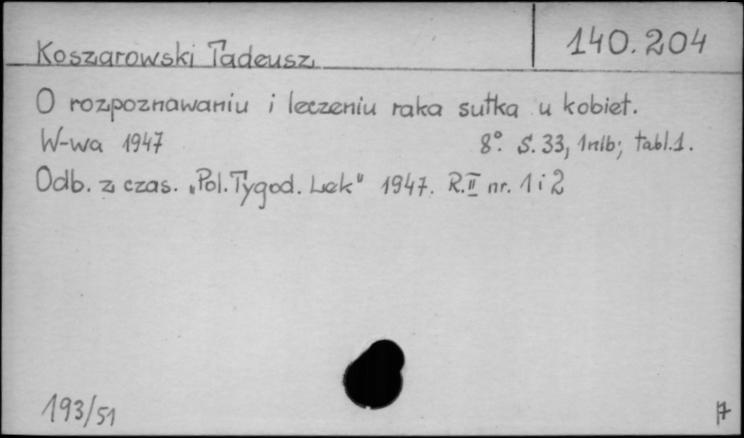 Koszarowski Tadeusz
140.204
O rozpoznawaniu i leczeniu raka sutka u kobiet.
W-wa 1947 8° S. 33, 1nlb; tabl.1.
Odb. z czas. „Pol. Tygod. Lek" 1947. R.II nr. 1 i 2
193/51